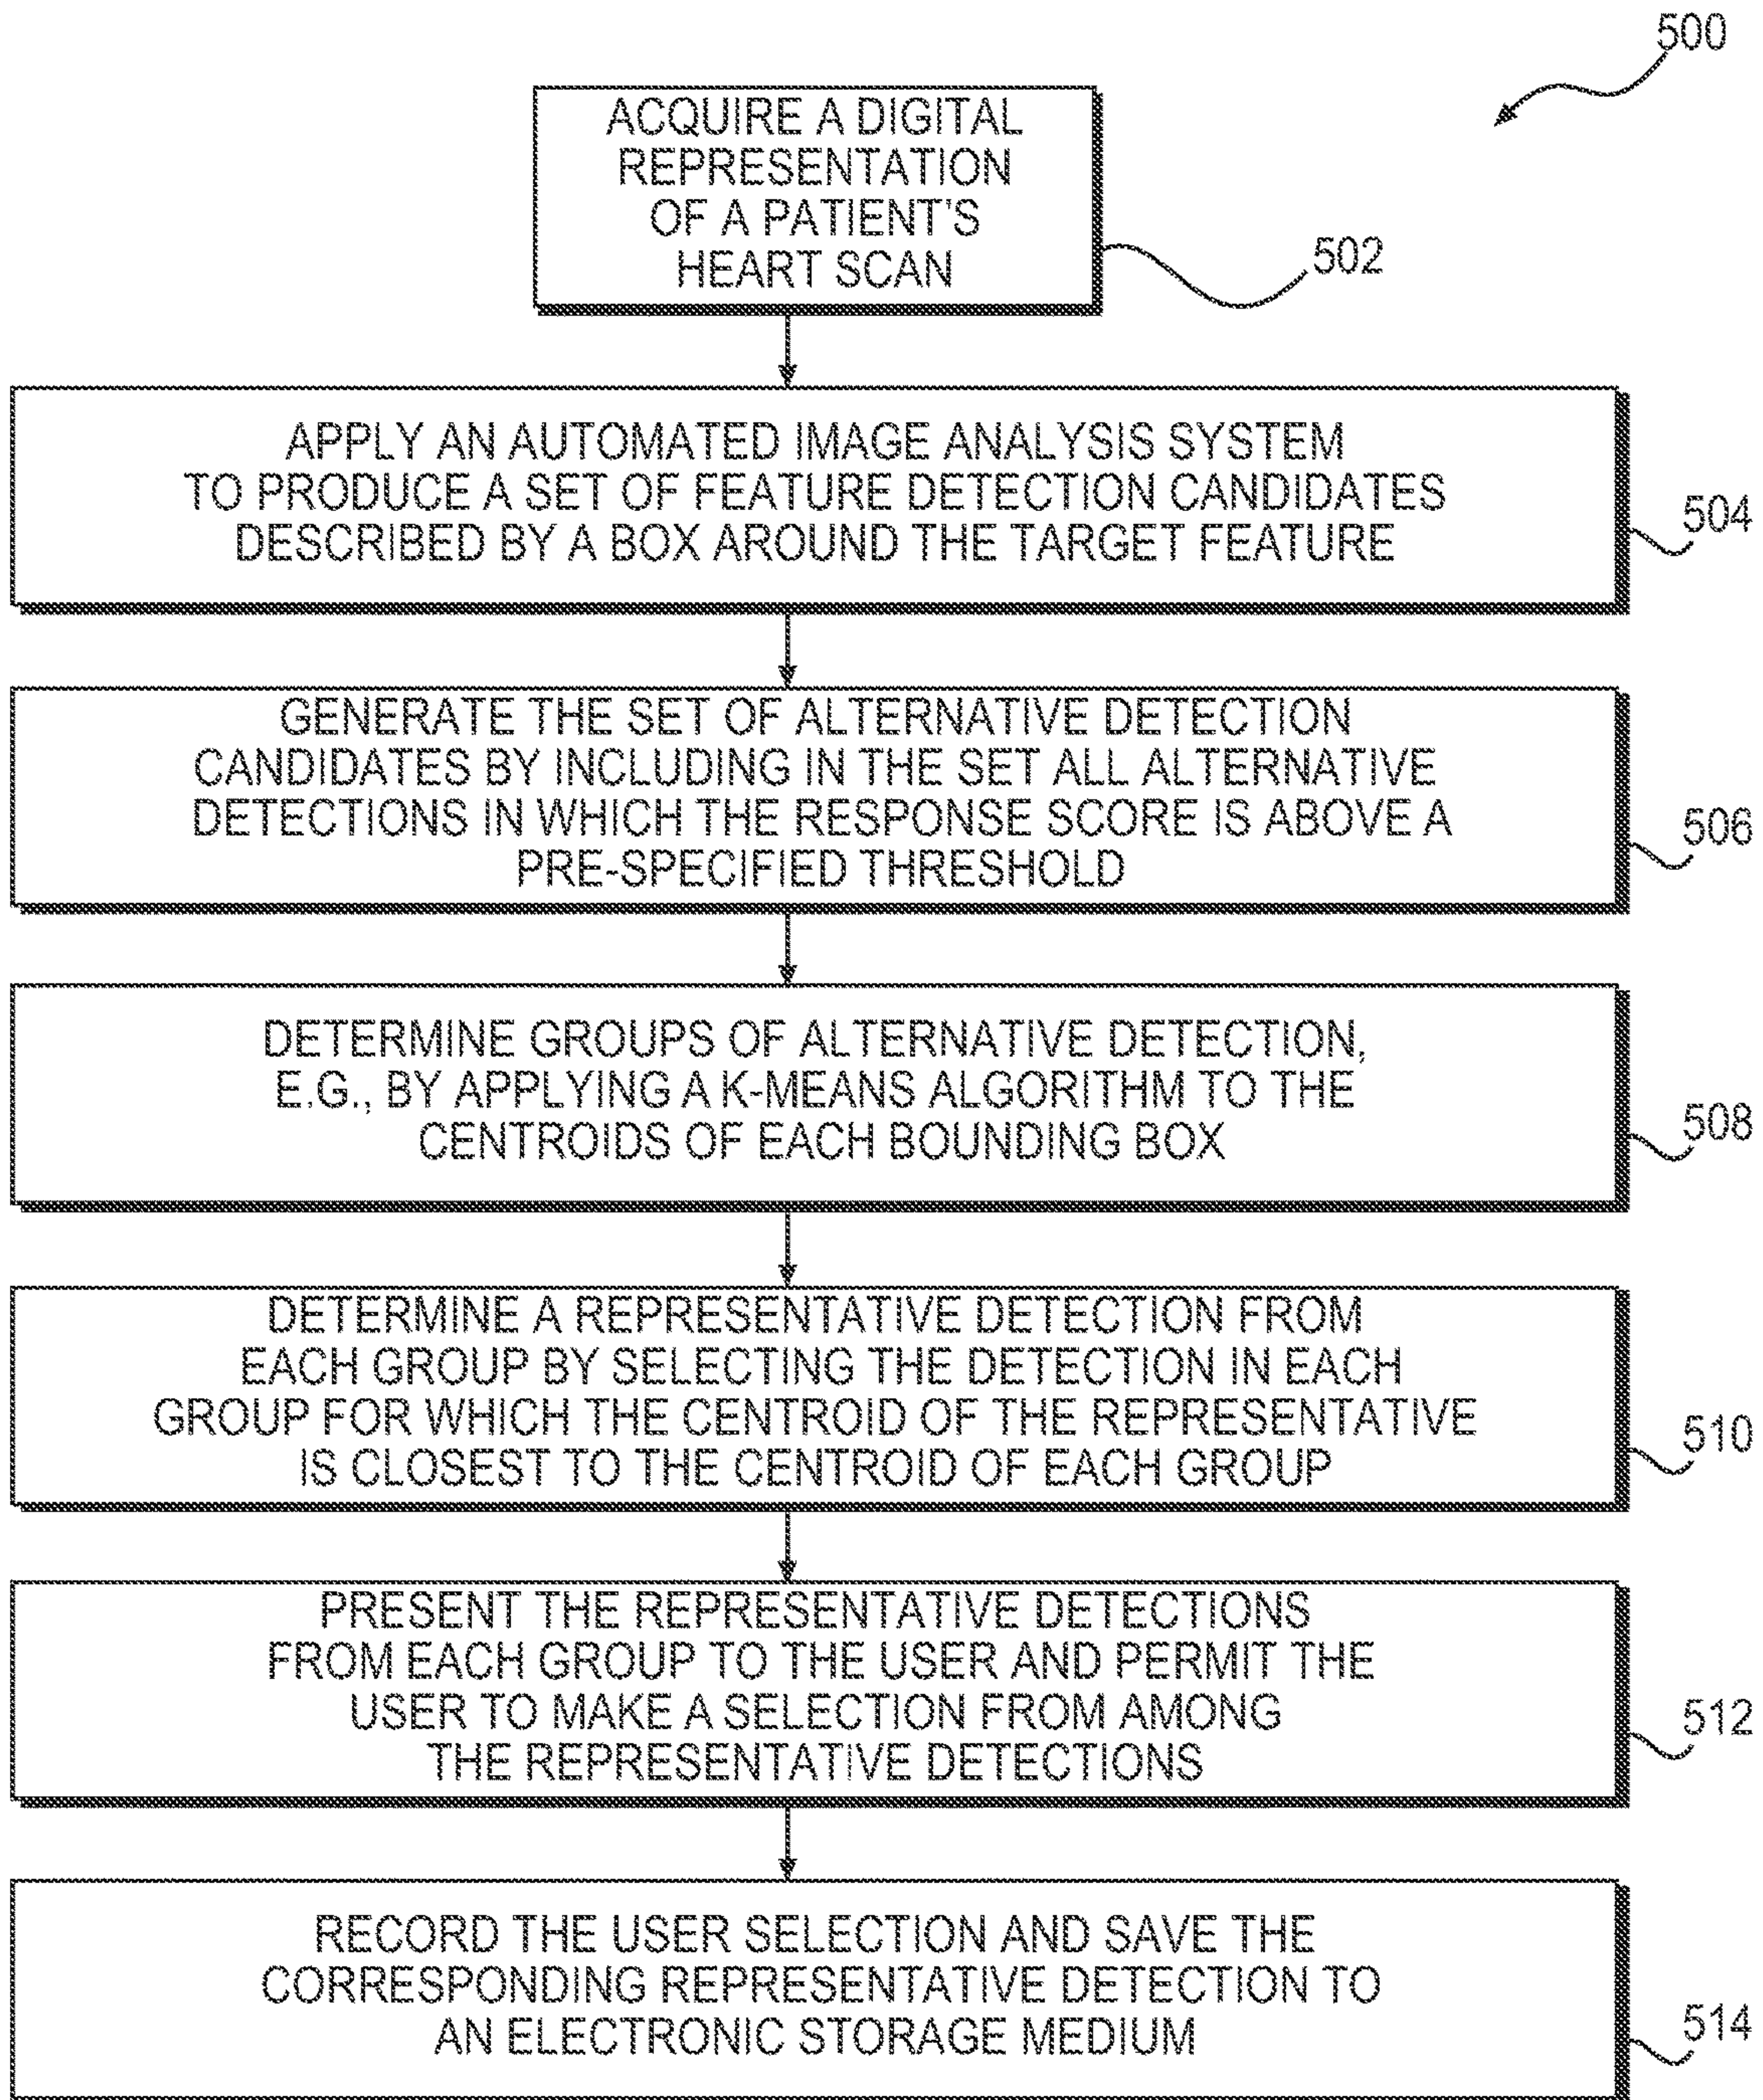 500
ACQUIRE A DIGITAL
REPRESENTATION
OF A PATIENT'S
HEART SCAN
502
APPLY AN AUTOMATED IMAGE ANALYSIS SYSTEM
TO PRODUCE A SET OF FEATURE DETECTION CANDIDATES
DESCRIBED BY A BOX AROUND THE TARGET FEATURE
504
GENERATE THE SET OF ALTERNATIVE DETECTION
CANDIDATES BY INCLUDING IN THE SET ALL ALTERNATIVE
DETECTIONS IN WHICH THE RESPONSE SCORE IS ABOVE A
PRE-SPECIFIED THRESHOLD
506
DETERMINE GROUPS OF ALTERNATIVE DETECTION,
E.G., BY APPLYING A K-MEANS ALGORITHM TO THE
CENTROIDS OF EACH BOUNDING BOX
508
DETERMINE A REPRESENTATIVE DETECTION FROM
EACH GROUP BY SELECTING THE DETECTION IN EACH
GROUP FOR WHICH THE CENTROID OF THE REPRESENTATIVE
IS CLOSEST TO THE CENTROID OF EACH GROUP
510
PRESENT THE REPRESENTATIVE DETECTIONS
FROM EACH GROUP TO THE USER AND PERMIT THE
USER TO MAKE A SELECTION FROM AMONG
THE REPRESENTATIVE DETECTIONS
512
RECORD THE USER SELECTION AND SAVE THE
CORRESPONDING REPRESENTATIVE DETECTION TO
AN ELECTRONIC STORAGE MEDIUM
514